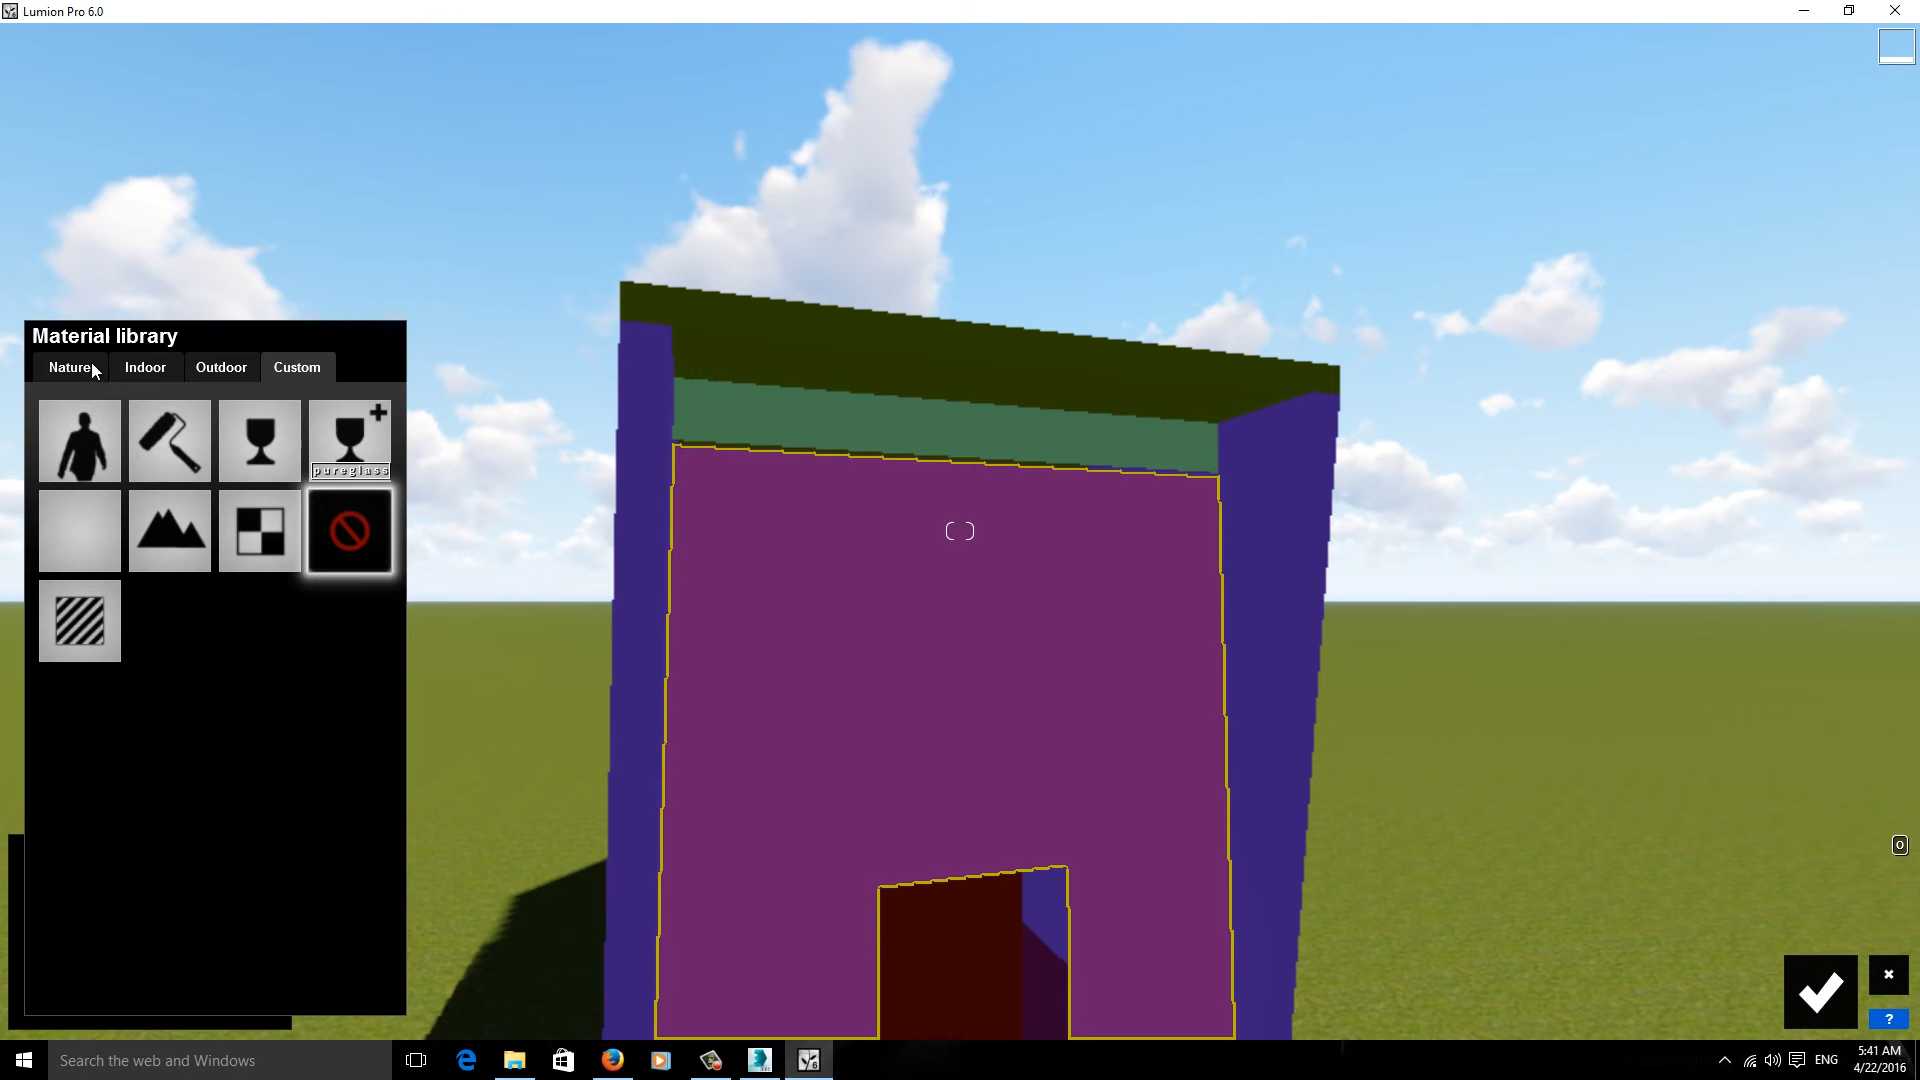 Lumion Pro 6.0
Material library
Nature Indoor Outdoor Custom
pureglass
O
?
Search the web and Windows
ENG
5:41 AM
4/22/2016